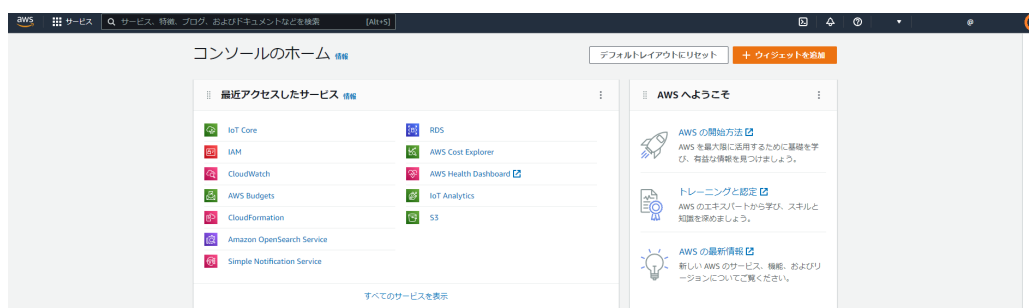 aws
サービス
サービス、特徴、ブログ、およびドキュメントなどを検索
[Alt+S]
@
コンソールのホーム 情報
デフォルトレイアウトにリセット
+ ウィジェットを追加
最近アクセスしたサービス 情報
IoT Core
IAM
CloudWatch
AWS Budgets
CloudFormation
Amazon OpenSearch Service
Simple Notification Service
RDS
AWS Cost Explorer
AWS Health Dashboard
IoT Analytics
S3
すべてのサービスを表示
AWS へようこそ
AWS の開始方法
AWS を最大限に活用するために基礎を学
び、有益な情報を見つけましょう。
トレーニングと認定
AWS のエキスパートから学び、スキルと
知識を深めましょう。
AWS の最新情報
新しい AWS のサービス、機能、およびリ
ージョンについてご覧ください。